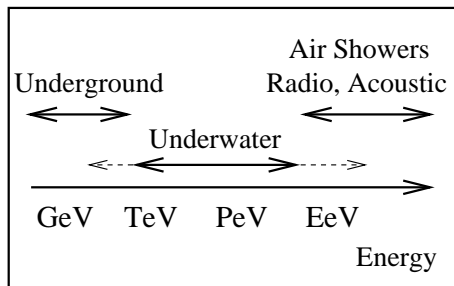 Air Showers
Underground Radio, Acoustic
Underwater
GeV TeV PeV EeV
Energy